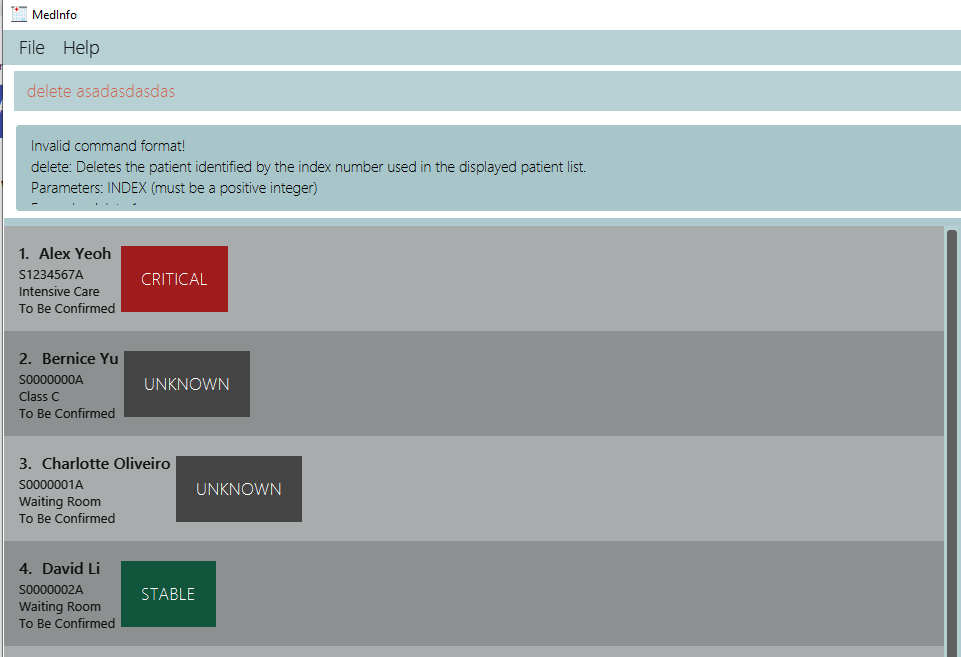 MedInfo
File Help
delete asadasdasdas
Invalid command format!
delete: Deletes the patient identified by the index number used in the displayed patient list.
Parameters: INDEX (must be a positive integer)
1. Alex Yeoh
S1234567A
Intensive Care
To Be Confirmed
CRITICAL
2. Bernice Yu
S0000000A
Class C
To Be Confirmed
UNKNOWN
3. Charlotte Oliveiro
S0000001A
Waiting Room
To Be Confirmed
UNKNOWN
4. David Li
S0000002A
Waiting Room
To Be Confirmed
STABLE